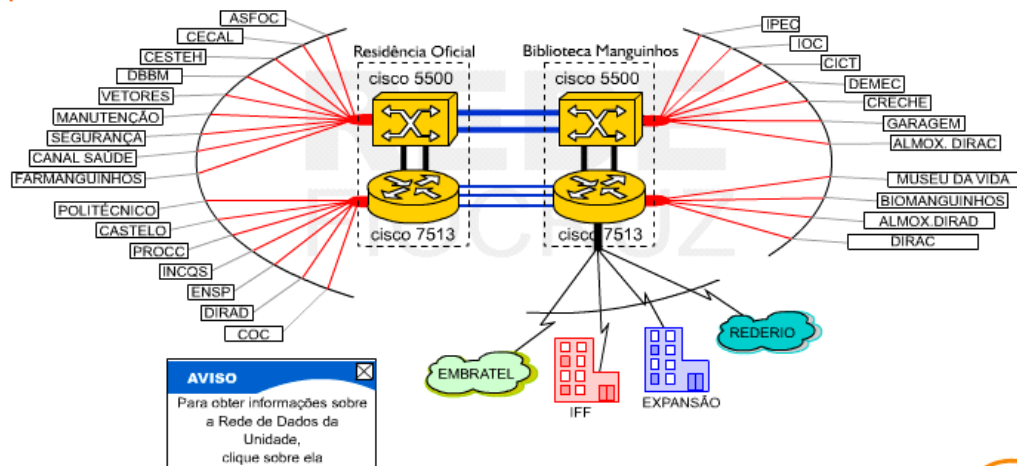 ASFOC
CECAL
CESTEH
DBBM
VETORES
MANUTENÇÃO
SEGURANÇA
CANAL SAÚDE
FARMANGUINHOS
POLITÉCNICO
CASTELO
PROCC
INCQS
ENSP
DIRAD
COC
Residência Oficial
cisco 5500
cisco 7513
Biblioteca Manguinhos
cisco 5500
cisco 7513
REDE
FIOCRUZ
IPEC
IOC
CICT
DEMEC
CRECHE
GARAGEM
ALMOX. DIRAC
MUSEU DA VIDA
BIOMANGUINHOS
ALMOX.DIRAD
DIRAC
EMBRATEL
IFF
EXPANSÃO
REDERIO
AVISO
Para obter informações sobre
a Rede de Dados da
Unidade,
clique sobre ela